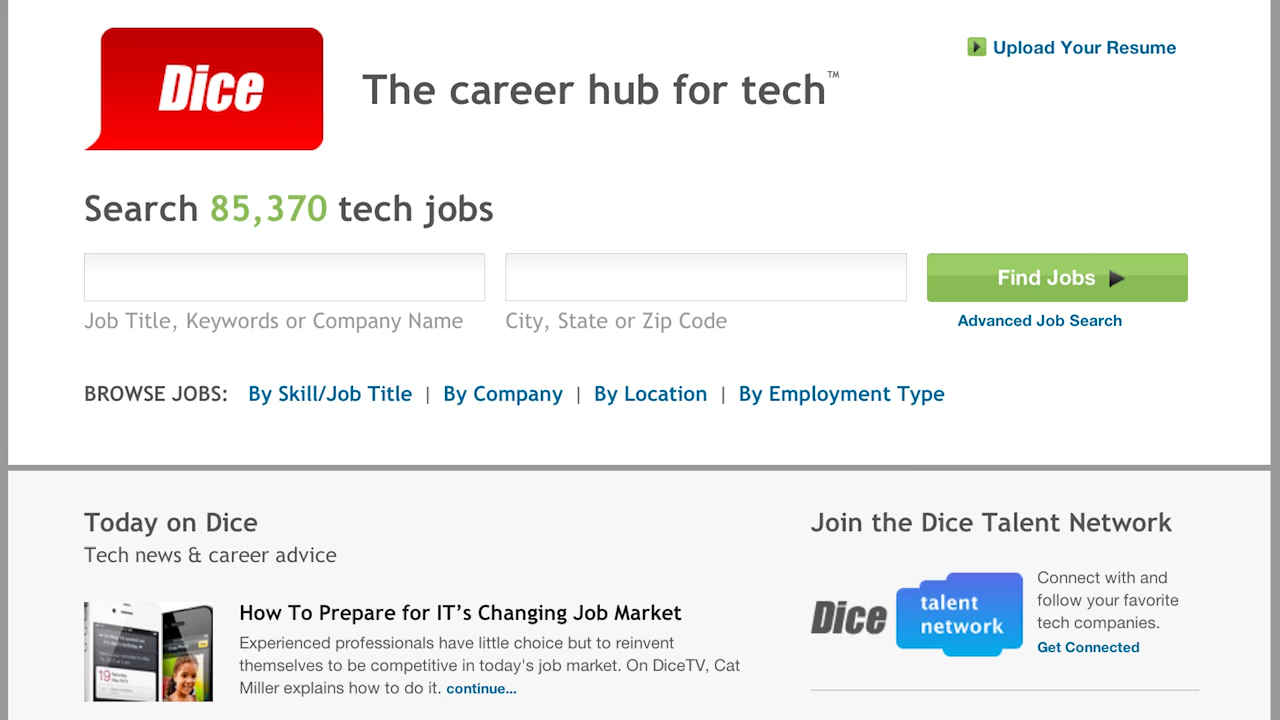 Dice
The career hub for tech™
Upload Your Resume
Search 85,370 tech jobs
Find Jobs
Job Title, Keywords or Company Name
City, State or Zip Code
Advanced Job Search
BROWSE JOBS: By Skill/Job Title | By Company | By Location | By Employment Type
Today on Dice
Tech news & career advice
How To Prepare for IT’s Changing Job Market
Experienced professionals have little choice but to reinvent
themselves to be competitive in today's job market. On DiceTV, Cat
Miller explains how to do it. continue...
19
Join the Dice Talent Network
Dice
talent
network
Connect with and
follow your favorite
tech companies.
Get Connected